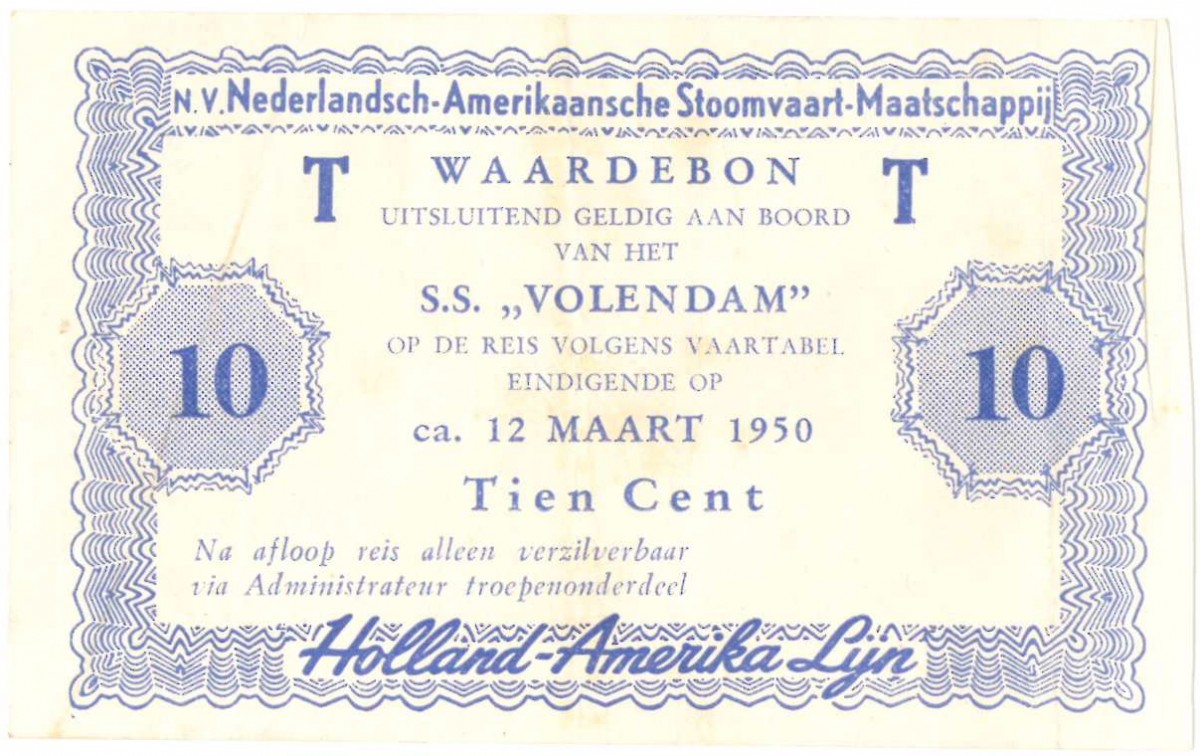 N.V. Nederlandsch-Amerikaansche Stoomvaart-Maatschappij
T WAARDEBON T
UITSLUITEND GELDIG AAN BOORD
VAN HET
S.S. „VOLENDAM”
OP DE REIS VOLGENS VAARTABEL
EINDIGENDE OP
10 10
ca. 12 MAART 1950
Tien Cent
Na afloop reis alleen verzilverbaar
via Administrateur troepenonderdeel
Holland-Amerika Lijn